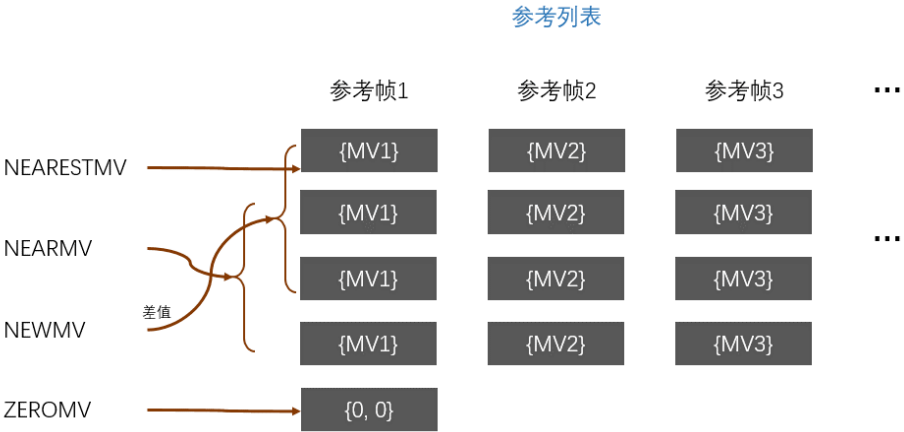 参考列表
参考帧1 参考帧2 参考帧3 ...
{MV1} {MV2} {MV3}
NEARESTMV
{MV1} {MV2} {MV3}
NEARMV
...
{MV1} {MV2} {MV3}
差值
NEWMV
{MV1} {MV2} {MV3}
ZEROMV
{0, 0}